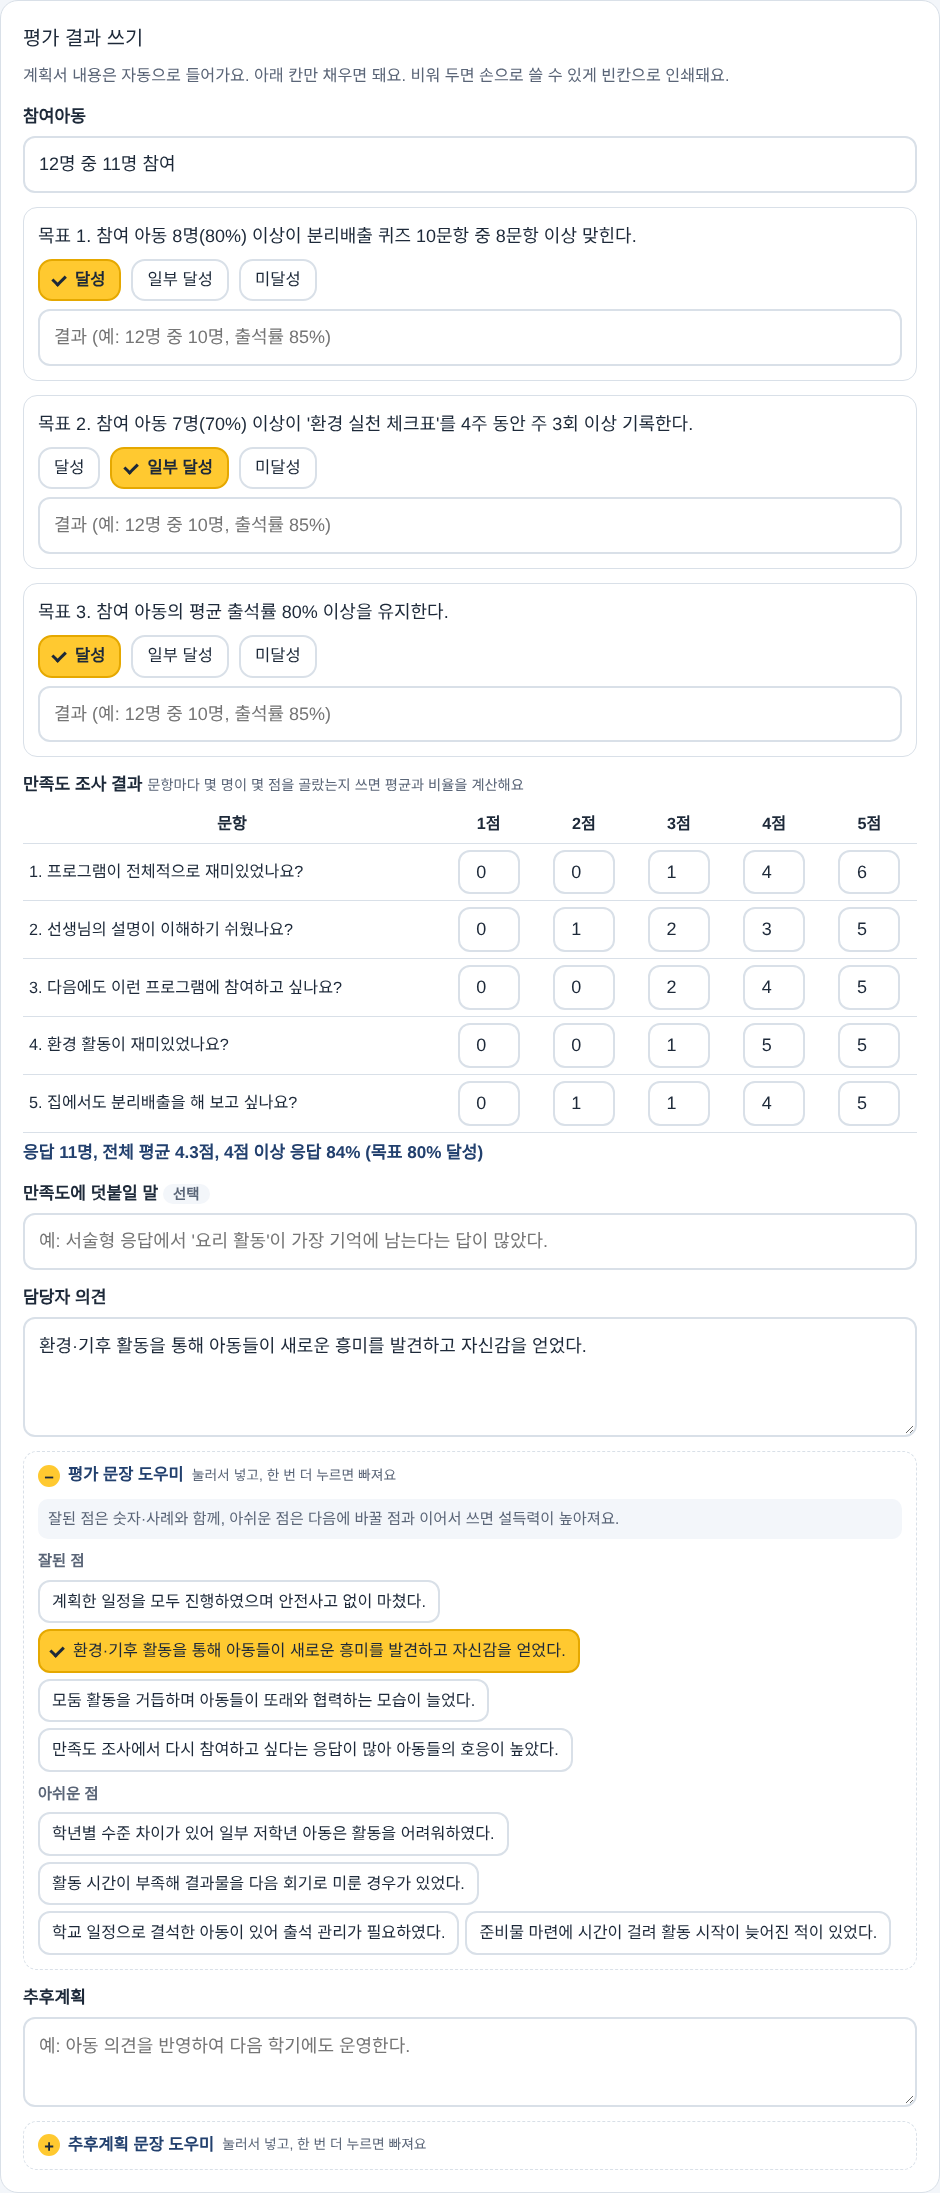 평가 결과 쓰기
계획서 내용은 자동으로 들어가요. 아래 칸만 채우면 돼요. 비워 두면 손으로 쓸 수 있게 빈칸으로 인쇄돼요.
참여아동
12명 중 11명 참여
목표 1. 참여 아동 8명(80%) 이상이 분리배출 퀴즈 10문항 중 8문항 이상 맞힌다.
달성 일부 달성 미달성
결과 (예: 12명 중 10명, 출석률 85%)
목표 2. 참여 아동 7명(70%) 이상이 '환경 실천 체크표'를 4주 동안 주 3회 이상 기록한다.
달성 일부 달성 미달성
결과 (예: 12명 중 10명, 출석률 85%)
목표 3. 참여 아동의 평균 출석률 80% 이상을 유지한다.
달성 일부 달성 미달성
결과 (예: 12명 중 10명, 출석률 85%)
만족도 조사 결과 문항마다 몇 명이 몇 점을 골랐는지 쓰면 평균과 비율을 계산해요
문항 1점 2점 3점 4점 5점
1. 프로그램이 전체적으로 재미있었나요? 0 0 1 4 6
2. 선생님의 설명이 이해하기 쉬웠나요? 0 1 2 3 5
3. 다음에도 이런 프로그램에 참여하고 싶나요? 0 0 2 4 5
4. 환경 활동이 재미있었나요? 0 0 1 5 5
5. 집에서도 분리배출을 해 보고 싶나요? 0 1 1 4 5
응답 11명, 전체 평균 4.3점, 4점 이상 응답 84% (목표 80% 달성)
만족도에 덧붙일 말 선택
예: 서술형 응답에서 '요리 활동'이 가장 기억에 남는다는 답이 많았다.
담당자 의견
환경·기후 활동을 통해 아동들이 새로운 흥미를 발견하고 자신감을 얻었다.
평가 문장 도우미 눌러서 넣고, 한 번 더 누르면 빠져요
잘된 점은 숫자·사례와 함께, 아쉬운 점은 다음에 바꿀 점과 이어서 쓰면 설득력이 높아져요.
잘된 점
계획한 일정을 모두 진행하였으며 안전사고 없이 마쳤다.
환경·기후 활동을 통해 아동들이 새로운 흥미를 발견하고 자신감을 얻었다.
모둠 활동을 거듭하며 아동들이 또래와 협력하는 모습이 늘었다.
만족도 조사에서 다시 참여하고 싶다는 응답이 많아 아동들의 호응이 높았다.
아쉬운 점
학년별 수준 차이가 있어 일부 저학년 아동은 활동을 어려워하였다.
활동 시간이 부족해 결과물을 다음 회기로 미룬 경우가 있었다.
학교 일정으로 결석한 아동이 있어 출석 관리가 필요하였다. 준비물 마련에 시간이 걸려 활동 시작이 늦어진 적이 있었다.
추후계획
예: 아동 의견을 반영하여 다음 학기에도 운영한다.
추후계획 문장 도우미 눌러서 넣고, 한 번 더 누르면 빠져요